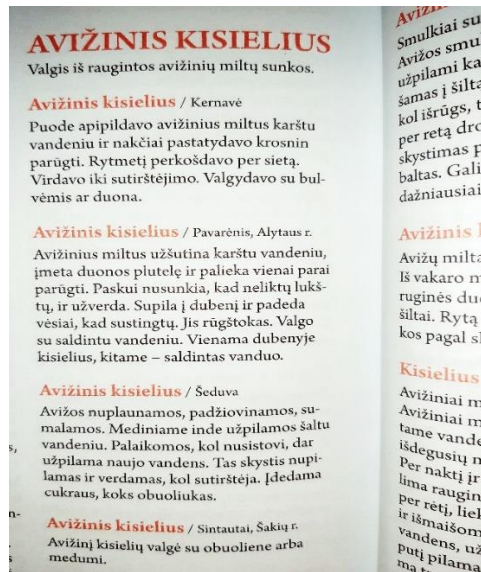 AVIŽINIS KISIELIUS
Valgis iš raugintos avižinių miltų sunkos.
Avižinis kisielius / Kernavė
Puode apipildavo avižinius miltus karštu
vandeniu ir nakčiai pastatydavo krosnin
parūgti. Rytmetį perkošdavo per sietą.
Virdavo iki sutirštėjimo. Valgydavo su bul-
vėmis ar duona.
Avižinis kisielius / Pavarėnis, Alytaus r.
Avižinius miltus užšutina karštu vandeniu,
įmeta duonos plutelę ir palieka vienai parai
parūgti. Paskui nusunkia, kad neliktų lukš-
tų, ir užverda. Supila į dubenį ir padeda
vėsiai, kad sustingtų. Jis rūgštokas. Valgo
su saldintu vandeniu. Vienama dubenyje
kisielius, kitame – saldintas vanduo.
Avižinis kisielius / Šeduva
Avižos nuplaunamos, padžiovinamos, su-
malamos. Mediniame inde užpilamos šaltu
vandeniu. Palaikomos, kol nusistovi, dar
užpilama naujo vandens. Tas skystis nupi-
lamas ir verdamas, kol sutirštėja. Įdedama
cukraus, koks obuoliukas.
Avižinis kisielius / Sintautai, Šakių r.
Avižinį kisielių valgė su obuoliene arba
medumi.
Smulkiai su
Avižos smu
užpilami ka
šamas į šilta
kol išrūgs, t
per retą dro
skystimas p
baltas. Gali
dažniausiai
Avižinis
Avižų milta
Iš vakaro m
ruginės du
šiltai. Rytą
kos pagal s
Kisielius
Avižiniai m
Avižiniai m
tame vande
išdegusių m
Per naktį įr
lima raugin
per rėtį, liek
ir išmaišom
vandens, už
putį pilama